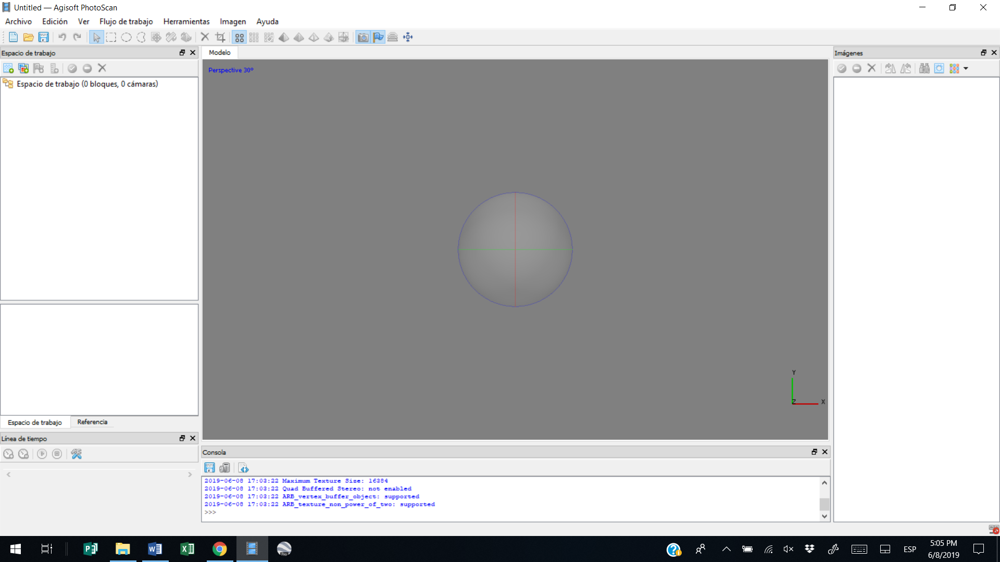 Untitled — Agisoft PhotoScan
Archivo Edición Ver Flujo de trabajo Herramientas Imagen Ayuda
Espacio de trabajo
Modelo
Imágenes
Perspective 30°
Espacio de trabajo (0 bloques, 0 cámaras)
Y
Z X
Espacio de trabajo Referencia
Línea de tiempo
Consola
2019-06-08 17:03:22 Maximum Texture Size: 16384
2019-06-08 17:03:22 Quad Buffered Stereo: not enabled
2019-06-08 17:03:22 ARB_vertex_buffer_object: supported
2019-06-08 17:03:22 ARB_texture_non_power_of_two: supported
>>>
Pro
ESP
5:05 PM
6/8/2019